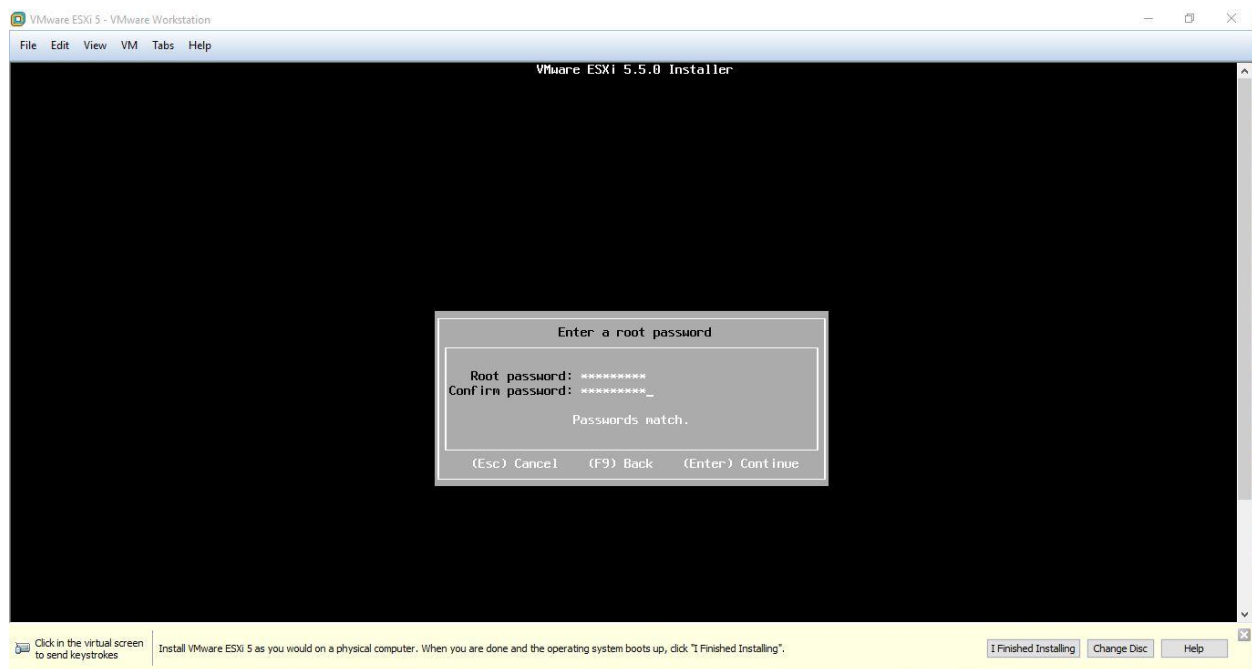 VMware ESXi 5 - VMware Workstation
File Edit View VM Tabs Help
VMware ESXi 5.5.0 Installer
Enter a root password
Root password: *********
Confirm password: *********_
Passwords match.
(Esc) Cancel (F9) Back (Enter) Continue
Click in the virtual screen
to send keystrokes
Install VMware ESXi 5 as you would on a physical computer. When you are done and the operating system boots up, click "I Finished Installing".
I Finished Installing Change Disc Help